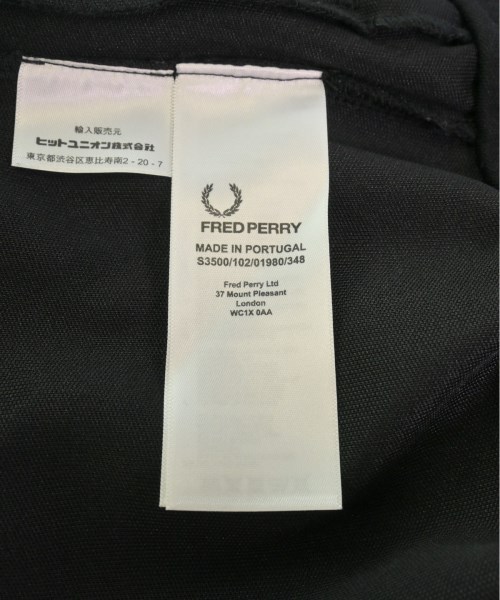 輸入販売元
ヒットユニオン株式会社
東京都渋谷区恵比寿南2-20-7
FRED PERRY
MADE IN PORTUGAL
S3500/102/01980/348
Fred Perry Ltd
37 Mount Pleasant
London
WC1X 0AA